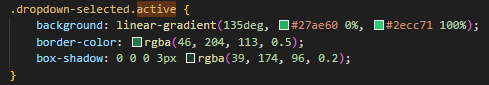 .dropdown-selected.active {
    background: linear-gradient(135deg, #27ae60 0%, #2ecc71 100%);
    border-color: rgba(46, 204, 113, 0.5);
    box-shadow: 0 0 0 3px rgba(39, 174, 96, 0.2);
}